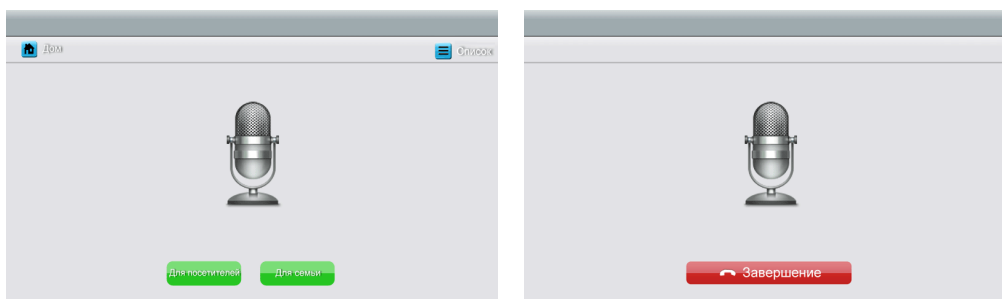 Дом
Список
Для посетителей
Для семьи
Завершение